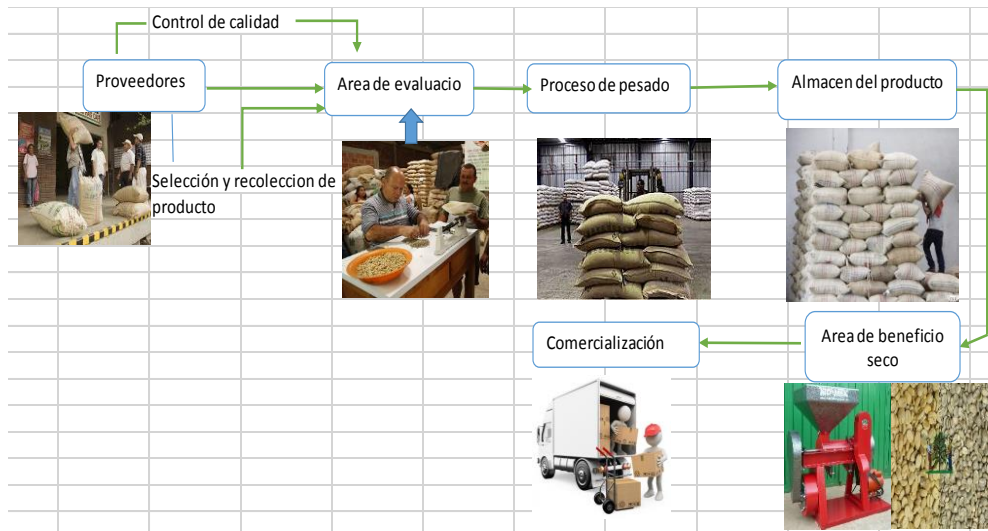 Control de calidad
Proveedores
Area de evaluacio
Proceso de pesado
Almacen del producto
Selección y recoleccion de
producto
Comercialización
Area de beneficio
seco